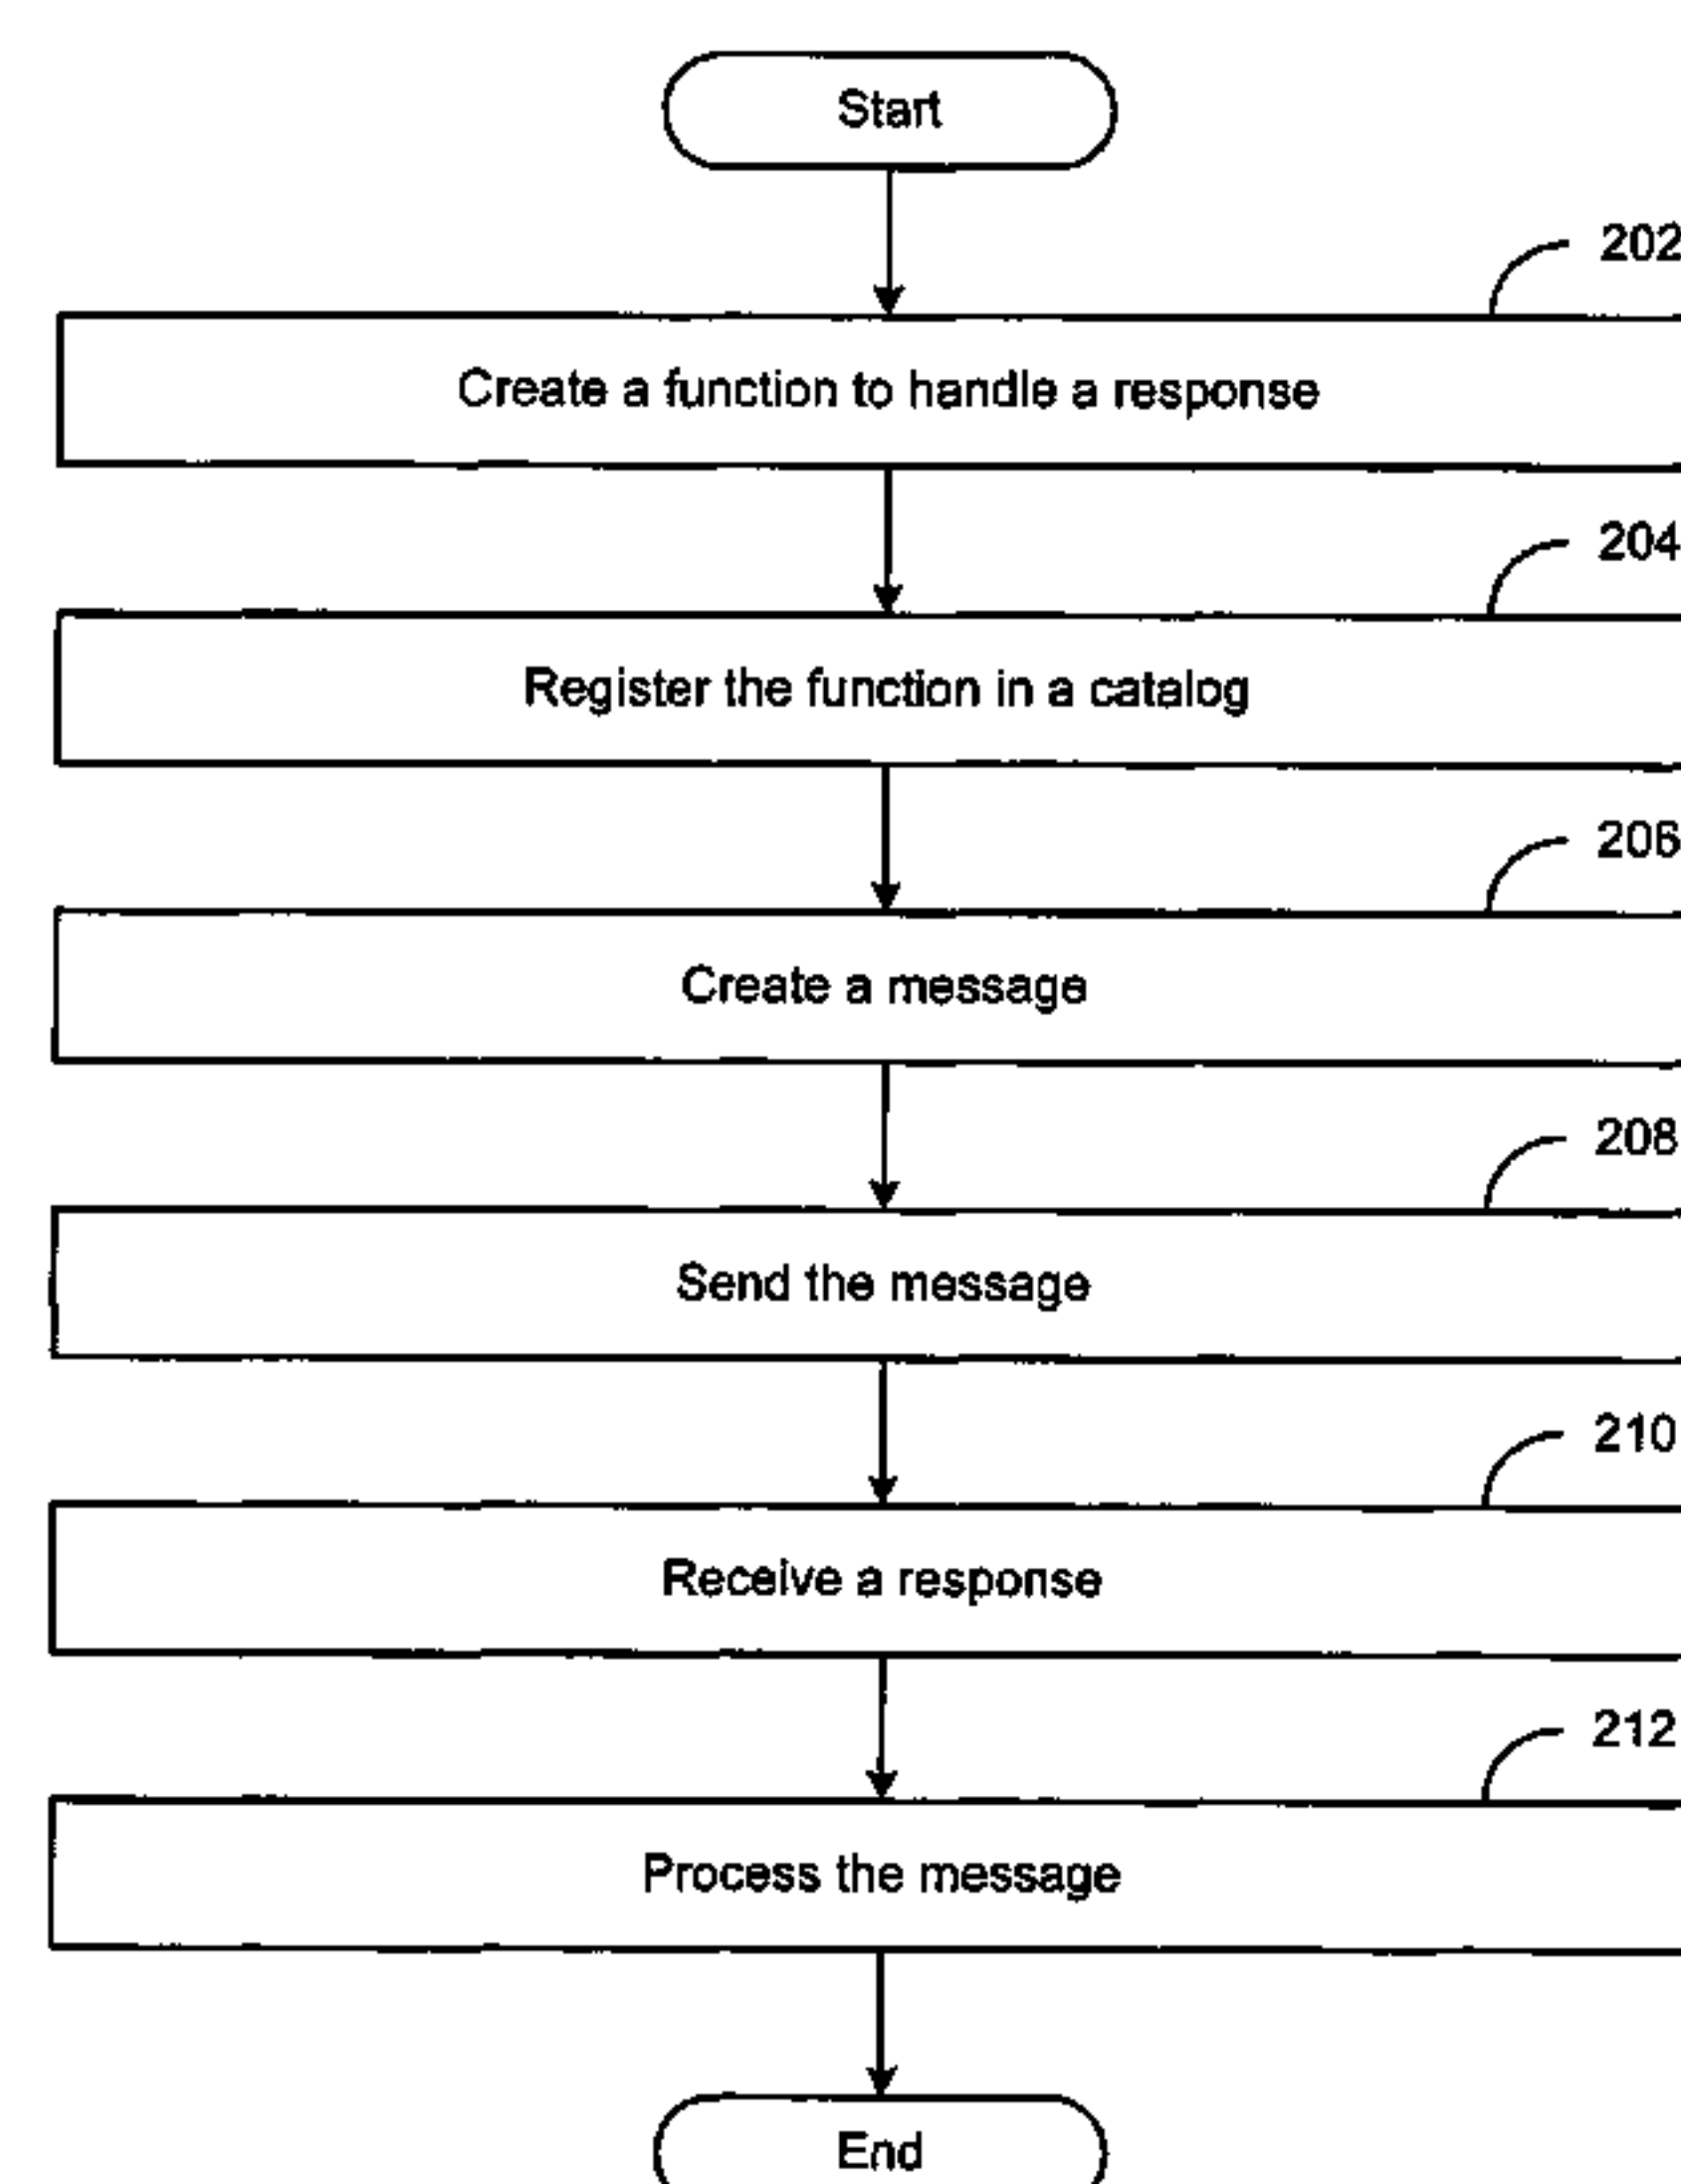 Start
202
Create a function to handle a response
204
Register the function in a catalog
206
Create a message
208
Send the message
210
Receive a response
212
Process the message
End